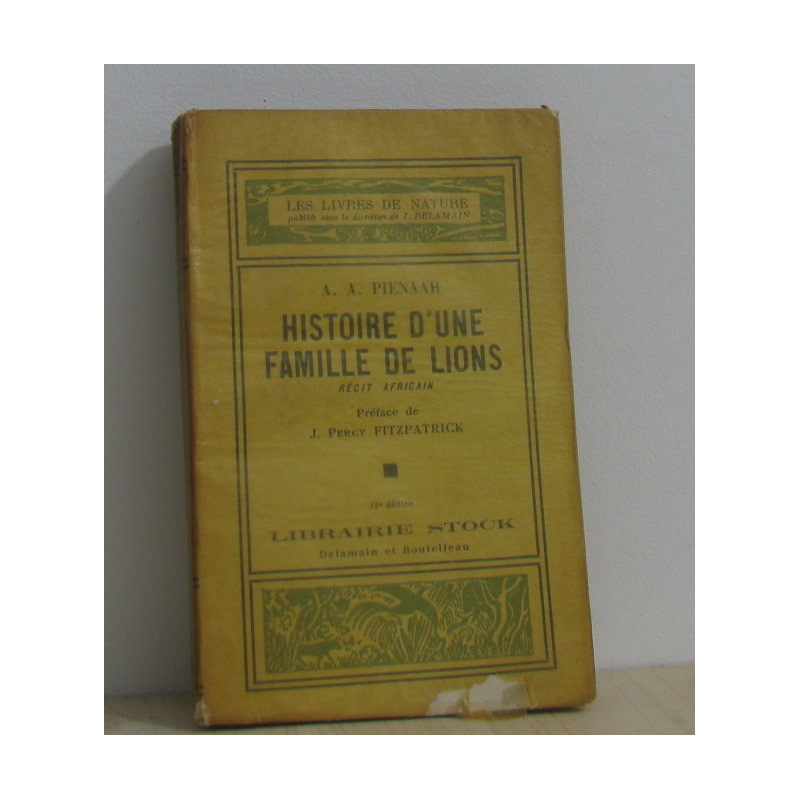 LES LIVRES DE NATURE
publiés sous la direction de J. DELAMAIN
A. A. PIENAAR
HISTOIRE D'UNE
FAMILLE DE LIONS
RÉCIT AFRICAIN
Préface de
J. PERCY FITZPATRICK
édition
LIBRAIRIE STOCK
Delamain et Boutelleau